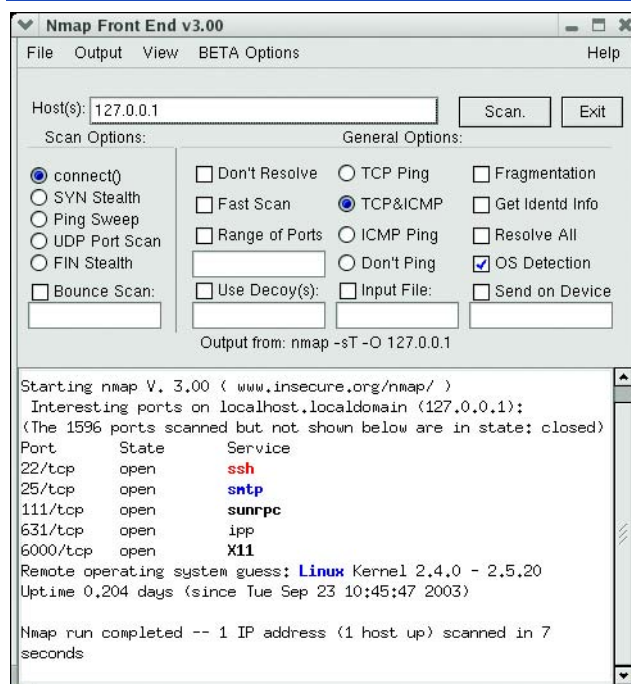 Nmap Front End v3.00
File Output View BETA Options Help
Host(s): 127.0.0.1 Scan. Exit
Scan Options: General Options:
connect() Don't Resolve TCP Ping Fragmentation
SYN Stealth Fast Scan TCP&ICMP Get Identd Info
Ping Sweep Range of Ports ICMP Ping Resolve All
UDP Port Scan Don't Ping OS Detection
FIN Stealth
Bounce Scan: Use Decoy(s): Input File: Send on Device
Output from: nmap -sT -O 127.0.0.1
Starting nmap V. 3.00 ( www.insecure.org/nmap/ )
Interesting ports on localhost.localdomain (127.0.0.1):
(The 1596 ports scanned but not shown below are in state: closed)
Port State Service
22/tcp open ssh
25/tcp open smtp
111/tcp open sunrpc
631/tcp open ipp
6000/tcp open X11
Remote operating system guess: Linux Kernel 2.4.0 - 2.5.20
Uptime 0.204 days (since Tue Sep 23 10:45:47 2003)
Nmap run completed -- 1 IP address (1 host up) scanned in 7
seconds